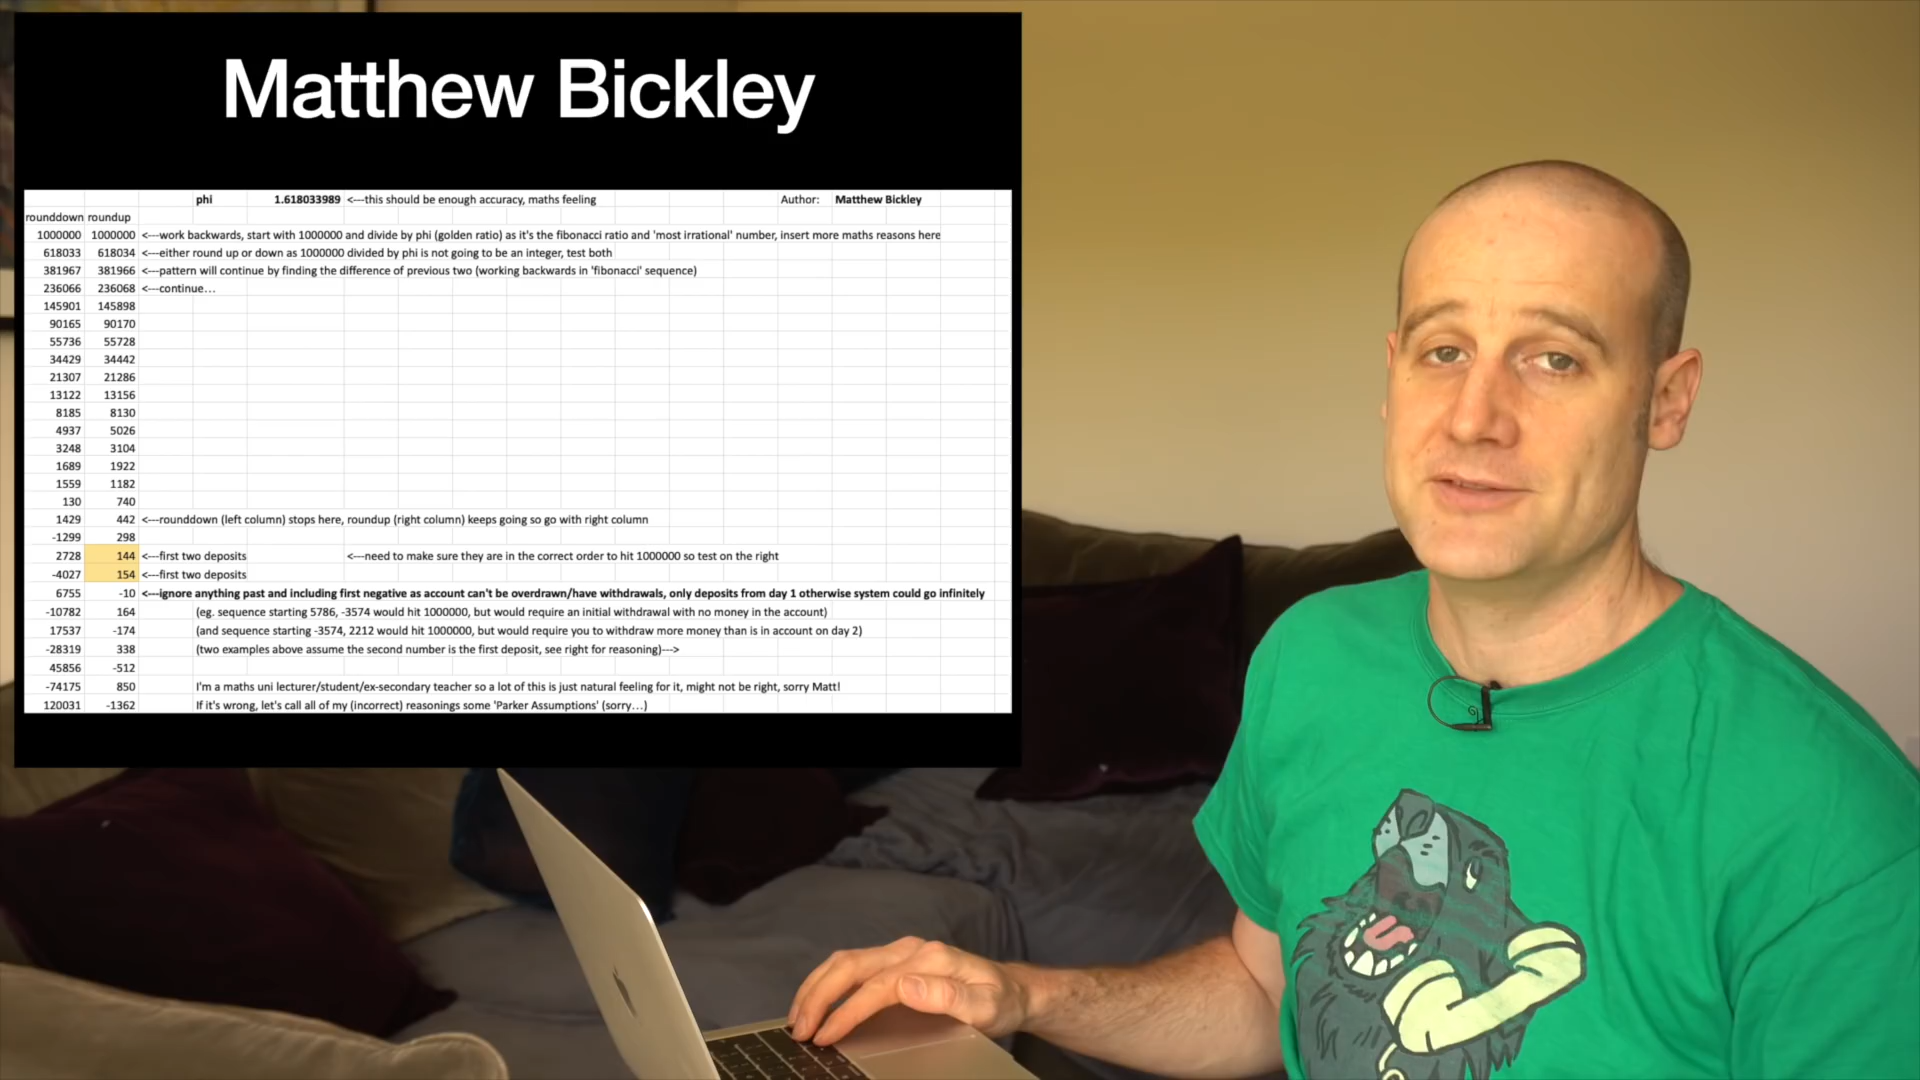 Matthew Bickley
phi 1.618033989 <---this should be enough accuracy, maths feeling Author: Matthew Bickley
rounddown roundup
1000000 1000000 <---work backwards, start with 1000000 and divide by phi (golden ratio) as it's the fibonacci ratio and 'most irrational' number, insert more maths reasons here
618033 618034 <---either round up or down as 1000000 divided by phi is not going to be an integer, test both
381967 381966 <---pattern will continue by finding the difference of previous two (working backwards in 'fibonacci' sequence)
236066 236068 <---continue...
145901 145898
90165 90170
55736 55728
34429 34442
21307 21286
13122 13156
8185 8130
4937 5026
3248 3104
1689 1922
1559 1182
130 740
1429 442 <---rounddown (left column) stops here, roundup (right column) keeps going so go with right column
-1299 298
2728 144 <---first two deposits <---need to make sure they are in the correct order to hit 1000000 so test on the right
-4027 154 <---first two deposits
6755 -10 <---ignore anything past and including first negative as account can't be overdrawn/have withdrawals, only deposits from day 1 otherwise system could go infinitely
-10782 164 (eg. sequence starting 5786, -3574 would hit 1000000, but would require an initial withdrawal with no money in the account)
17537 -174 (and sequence starting -3574, 2212 would hit 1000000, but would require you to withdraw more money than is in account on day 2)
-28319 338 (two examples above assume the second number is the first deposit, see right for reasoning)--->
45856 -512
-74175 850 I'm a maths uni lecturer/student/ex-secondary teacher so a lot of this is just natural feeling for it, might not be right, sorry Matt!
120031 -1362 If it's wrong, let's call all of my (incorrect) reasonings some 'Parker Assumptions' (sorry...)